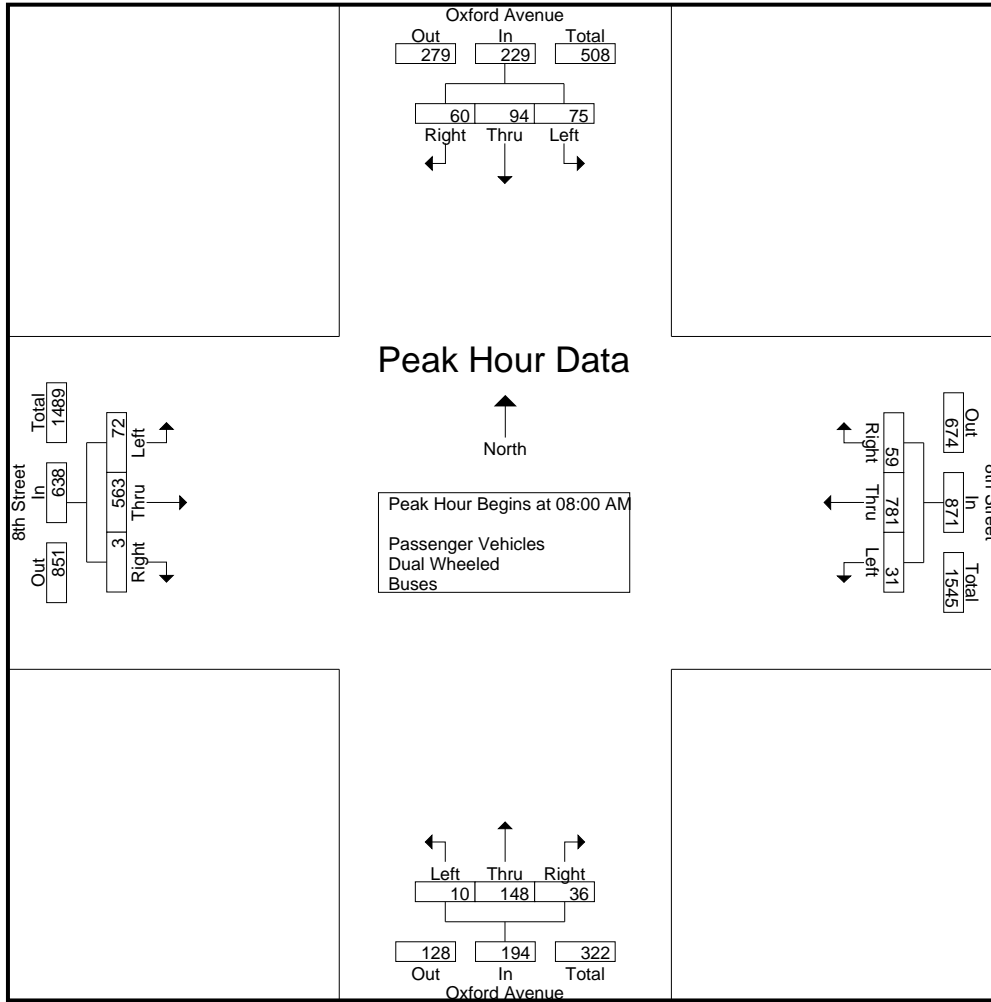 Oxford Avenue
Out In Total
279 229 508
60 94 75
Right Thru Left
Peak Hour Data
North
Peak Hour Begins at 08:00 AM
Passenger Vehicles
Dual Wheeled
Buses
8th Street
Total In Out
1489 638 851
72 563 3
Left Thru Right
Right Thru Left
59 781 31
Out In Total
674 871 1545
8th Street
Left Thru Right
10 148 36
128 194 322
Out In Total
Oxford Avenue